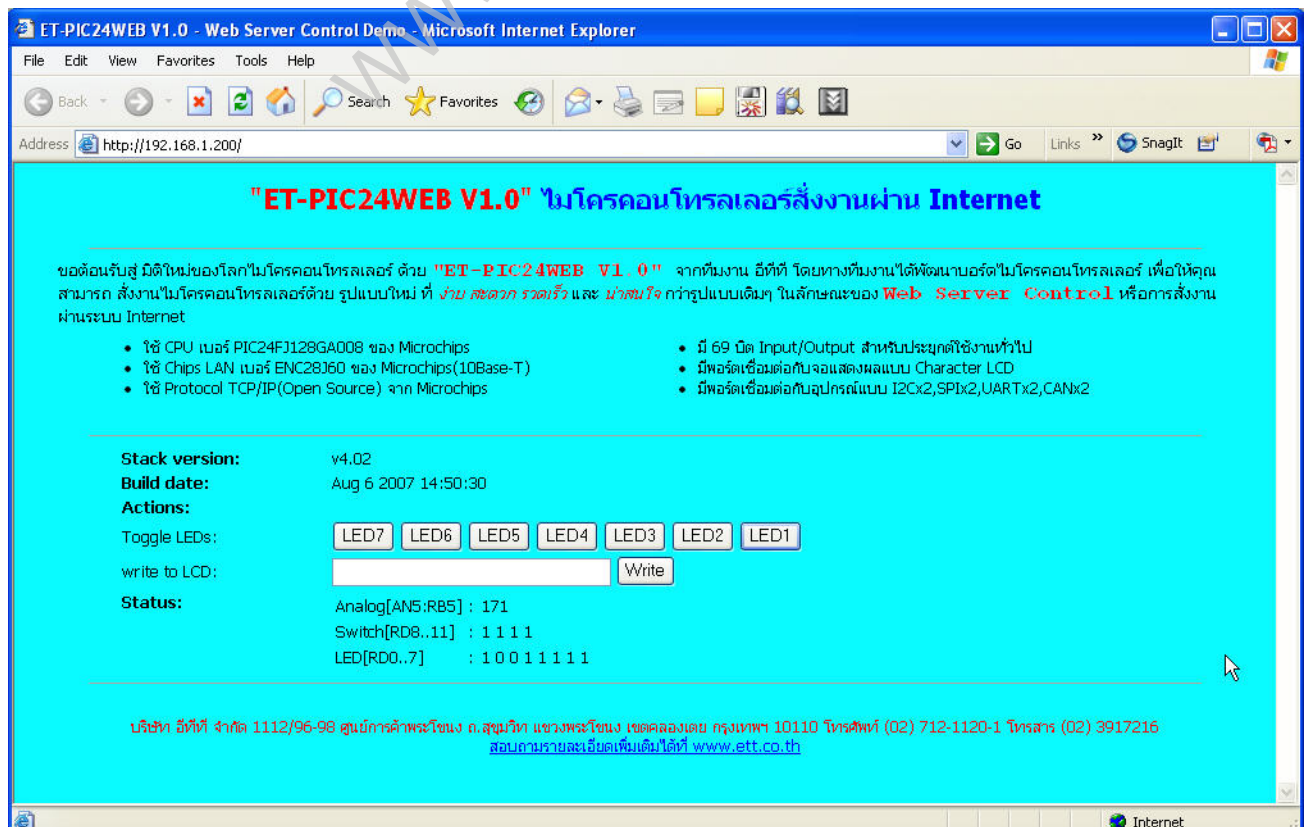 ET-PIC24WEB V1.0 - Web Server Control Demo - Microsoft Internet Explorer
File Edit View Favorites Tools Help
Back Search Favorites
Address http://192.168.1.200/ Go Links » SnagIt
"ET-PIC24WEB V1.0" ไมโครคอนโทรลเลอร์สั่งงานผ่าน Internet
ขอต้อนรับสู่ มิติใหม่ของโลกไมโครคอนโทรลเลอร์ ด้วย "ET-PIC24WEB V1.0" จากทีมงาน อีทีที โดยทางทีมงานได้พัฒนาบอร์ดไมโครคอนโทรลเลอร์ เพื่อให้คุณ
สามารถ สั่งงานไมโครคอนโทรลเลอร์ด้วย รูปแบบใหม่ ที่ ง่าย สะดวก รวดเร็ว และ น่าสนใจ กว่ารูปแบบเดิมๆ ในลักษณะของ Web Server Control หรือการสั่งงาน
ผ่านระบบ Internet
• ใช้ CPU เบอร์ PIC24FJ128GA008 ของ Microchips
• ใช้ Chips LAN เบอร์ ENC28J60 ของ Microchips(10Base-T)
• ใช้ Protocol TCP/IP(Open Source) จาก Microchips
• มี 69 บิต Input/Output สำหรับประยุกต์ใช้งานทั่วไป
• มีพอร์ตเชื่อมต่อกับจอแสดงผลแบบ Character LCD
• มีพอร์ตเชื่อมต่อกับอุปกรณ์แบบ I2Cx2,SPIx2,UARTx2,CANx2
Stack version: v4.02
Build date: Aug 6 2007 14:50:30
Actions:
Toggle LEDs: LED7 LED6 LED5 LED4 LED3 LED2 LED1
write to LCD: Write
Status: Analog[AN5:RB5] : 171
Switch[RD8..11] : 1 1 1 1
LED[RD0..7] : 1 0 0 1 1 1 1 1
บริษัท อีทีที จำกัด 1112/96-98 ศูนย์การค้าพระโขนง ถ.สุขุมวิท แขวงพระโขนง เขตคลองเตย กรุงเทพฯ 10110 โทรศัพท์ (02) 712-1120-1 โทรสาร (02) 3917216
สอบถามรายละเอียดเพิ่มเติมได้ที่ www.ett.co.th
Internet